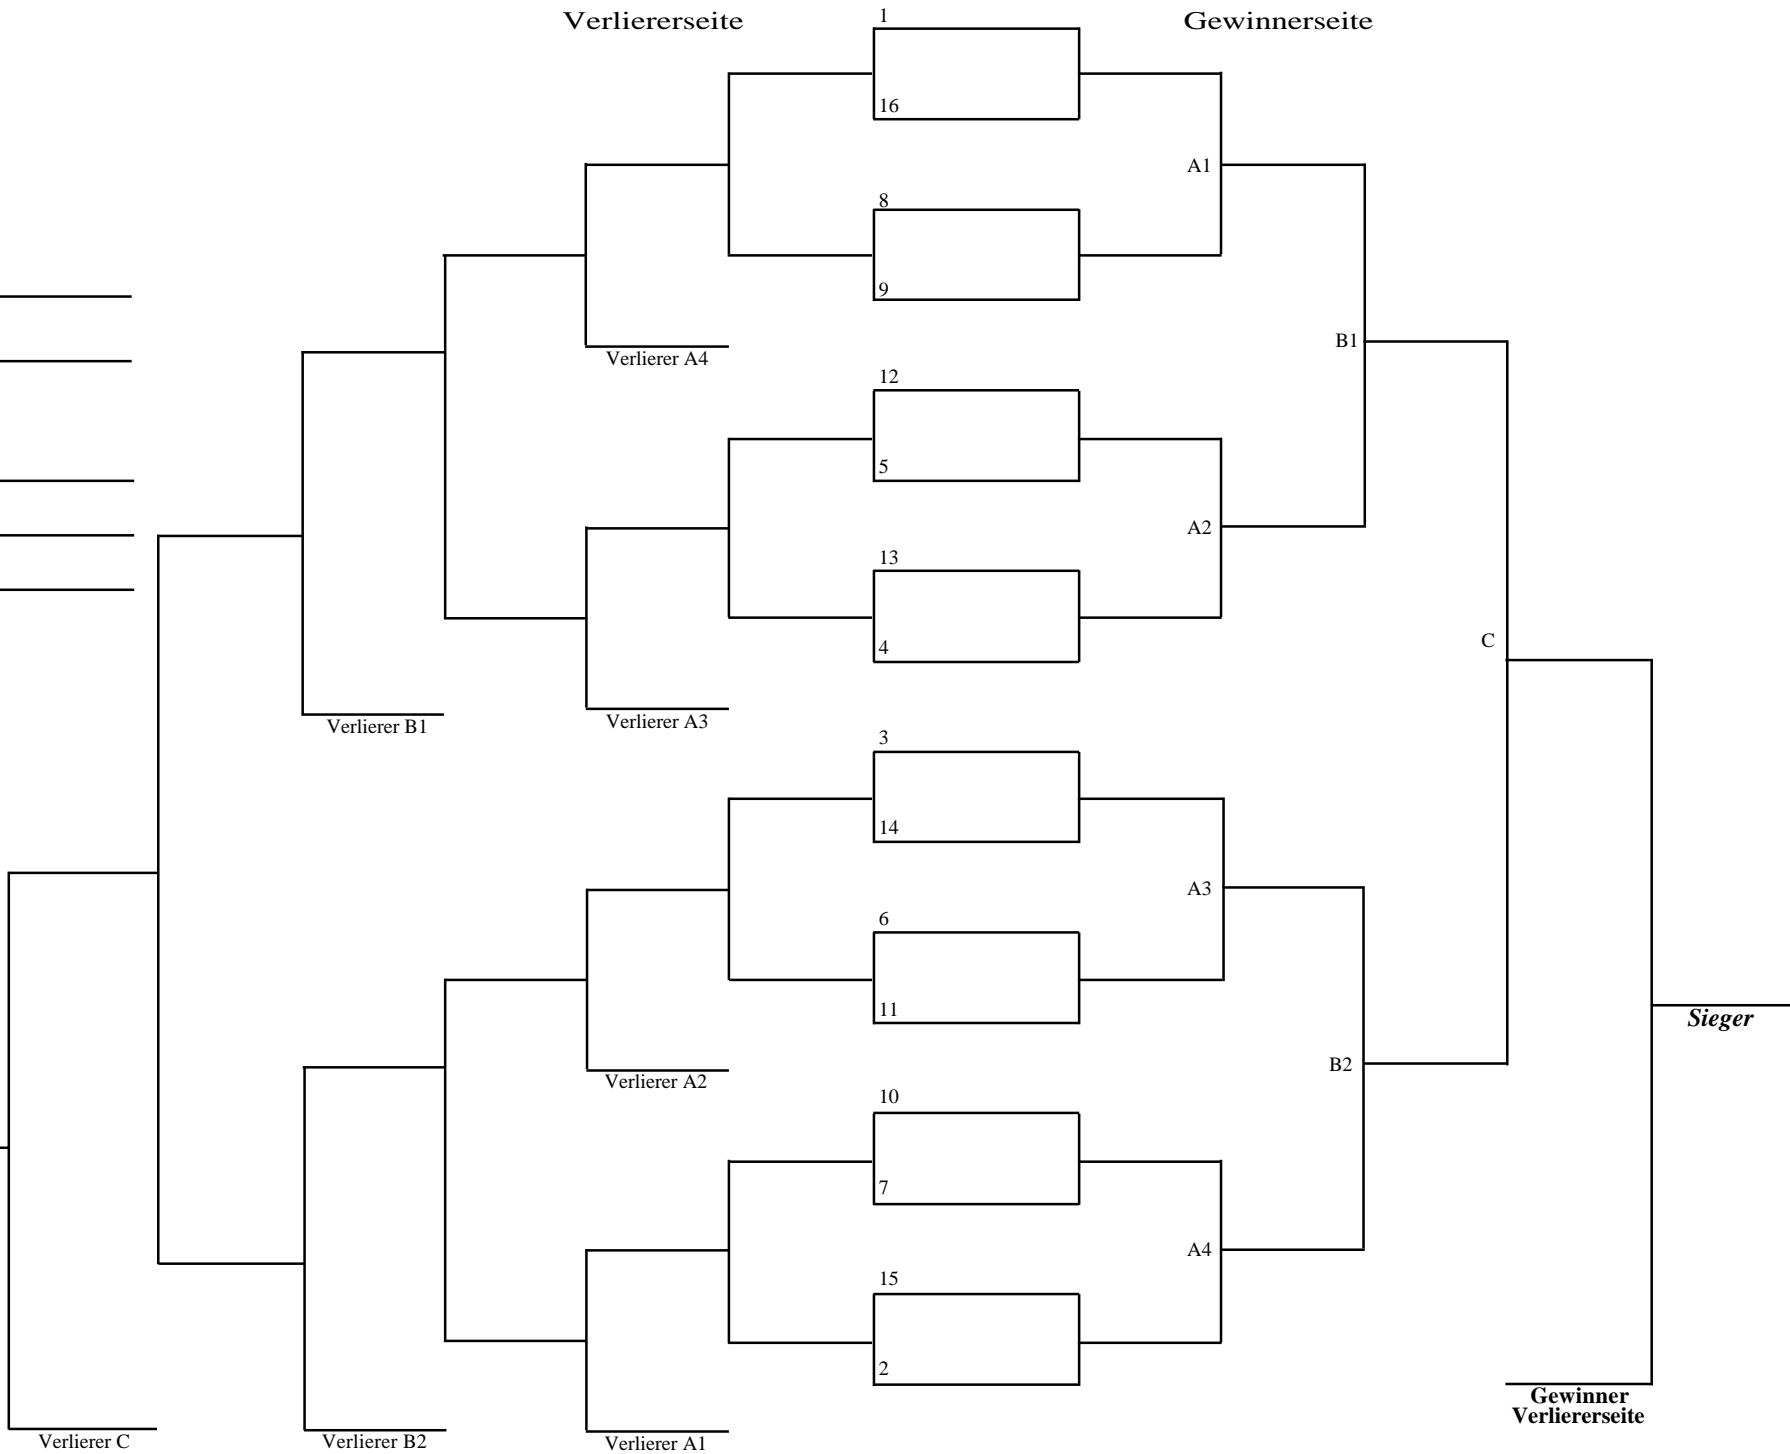 Verliererseite
1
Gewinnerseite
16
A1
8
9
B1
Verlierer A4
12
5
A2
13
C
4
Verlierer B1
Verlierer A3
3
14
A3
6
11
Sieger
B2
Verlierer A2
10
7
A4
15
2
Gewinner
Verliererseite
Verlierer C
Verlierer B2
Verlierer A1